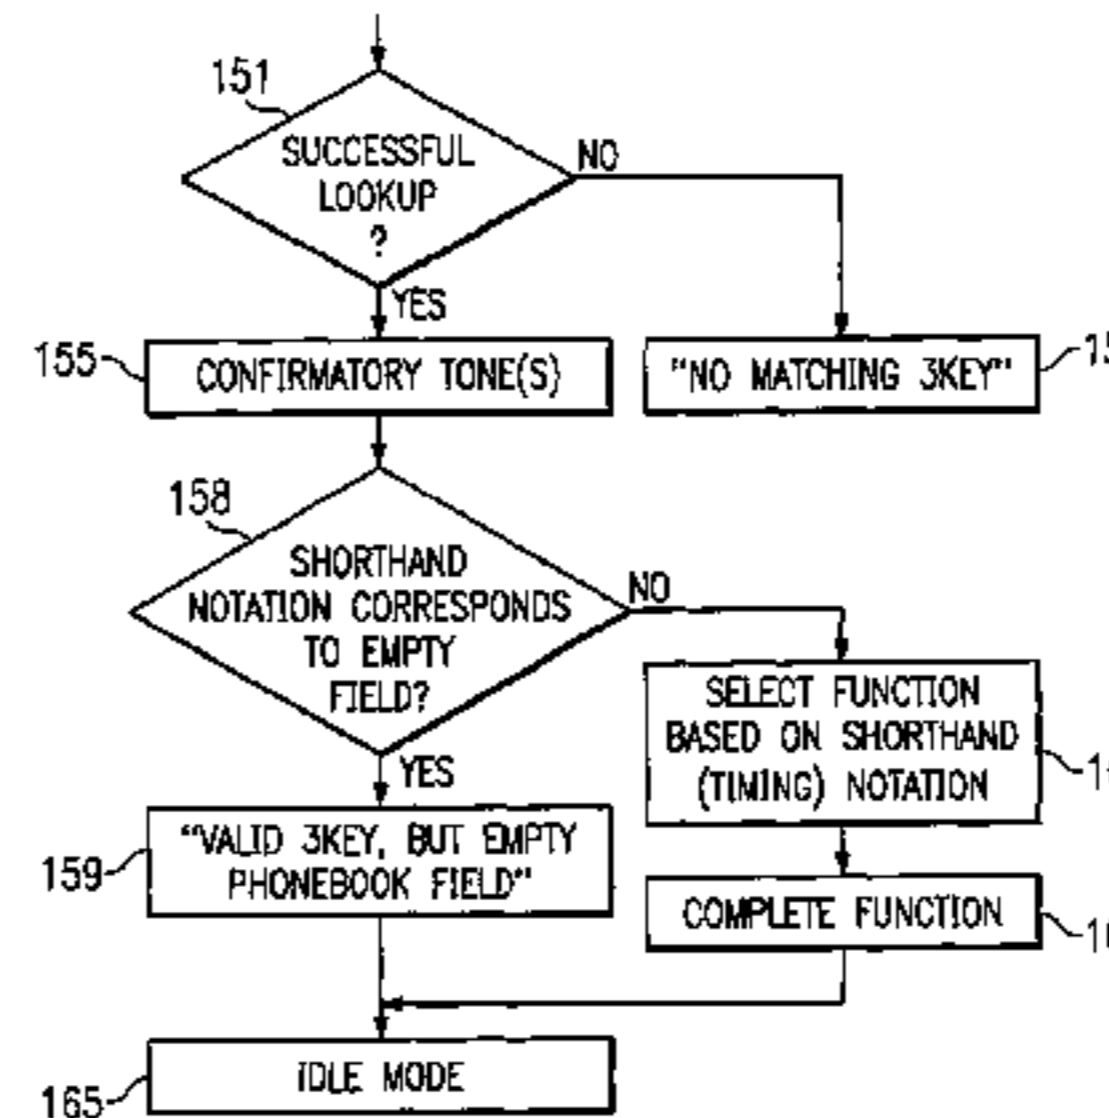 151
SUCCESSFUL
LOOKUP
?
NO
YES
155
CONFIRMATORY TONE(S)
"NO MATCHING 3KEY"
158
SHORTHAND
NOTATION CORRESPONDS
TO EMPTY
FIELD?
NO
YES
SELECT FUNCTION
BASED ON SHORTHAND
(TIMING) NOTATION
159
"VALID 3KEY, BUT EMPTY
PHONEBOOK FIELD"
COMPLETE FUNCTION
165
IDLE MODE